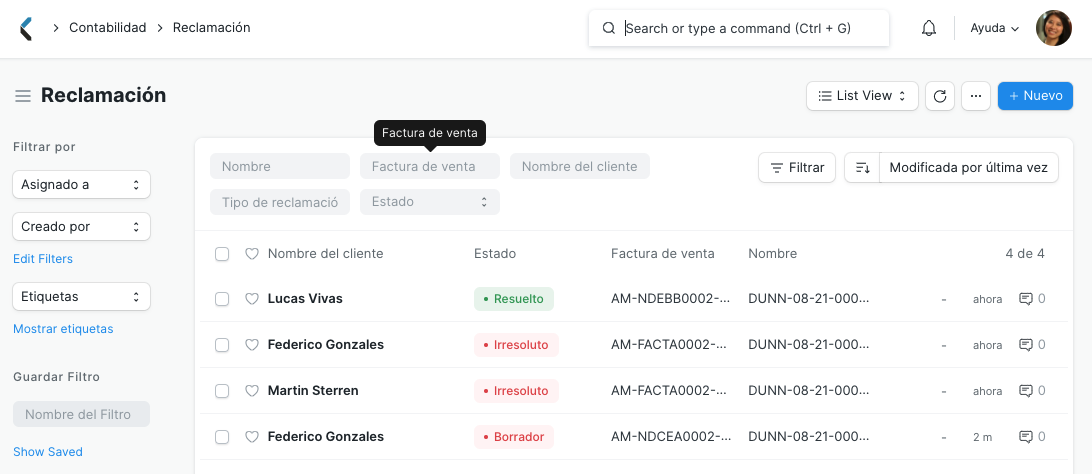 Contabilidad
Reclamación
Search or type a command (Ctrl + G)
Ayuda
Reclamación
List View
+ Nuevo
Filtrar por
Asignado a
Creado por
Edit Filters
Etiquetas
Mostrar etiquetas
Guardar Filtro
Nombre del Filtro
Show Saved
Factura de venta
Nombre
Factura de venta
Nombre del cliente
Filtrar
Modificada por última vez
Tipo de reclamació
Estado
Nombre del cliente Estado Factura de venta Nombre 4 de 4
Lucas Vivas Resuelto AM-NDEBB0002-... DUNN-08-21-000... - ahora 0
Federico Gonzales Irresoluto AM-FACTA0002-... DUNN-08-21-000... - ahora 0
Martin Sterren Irresoluto AM-FACTA0002-... DUNN-08-21-000... - ahora 0
Federico Gonzales Borrador AM-NDCEA0002-... DUNN-08-21-000... - 2 m 0